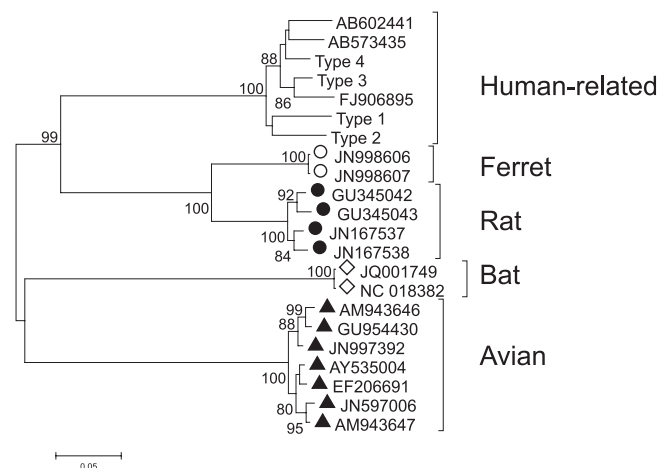 AB602441
AB573435
88
Type 4
Type 3
100
86
FJ906895
Type 1
Type 2
Human-related
99
100
JN998606
JN998607
Ferret
100
92
GU345042
GU345043
100
JN167537
84
JN167538
Rat
100
JQ001749
NC 018382
Bat
99
AM943646
88
GU954430
JN997392
100
AY535004
EF206691
80
JN597006
95
AM943647
Avian
0.05